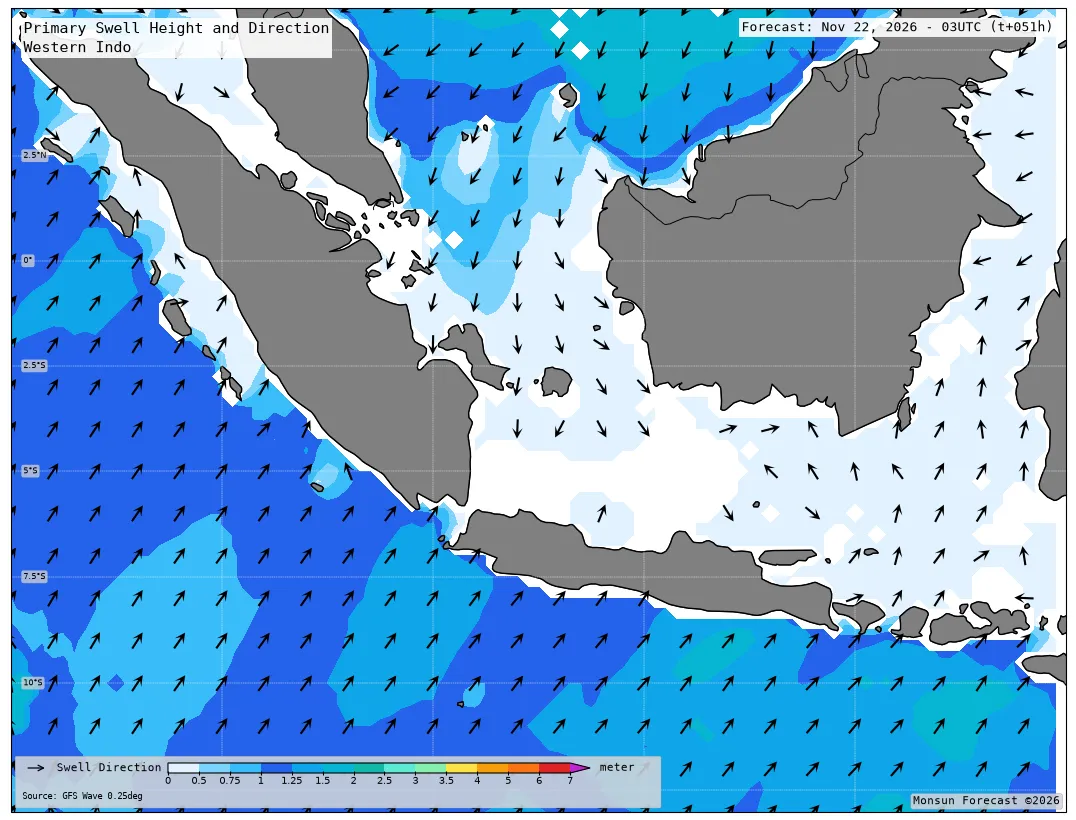 Primary Swell Height and Direction
Western Indo
Forecast: Nov 22, 2026 - 03UTC (t+051h)
2.5°N
0°
2.5°S
5°S
7.5°S
10°S
Swell Direction
meter
0 0.5 0.75 1 1.25 1.5 2 2.5 3 3.5 4 5 6 7
Source: GFS Wave 0.25deg
Monsun Forecast ©2026